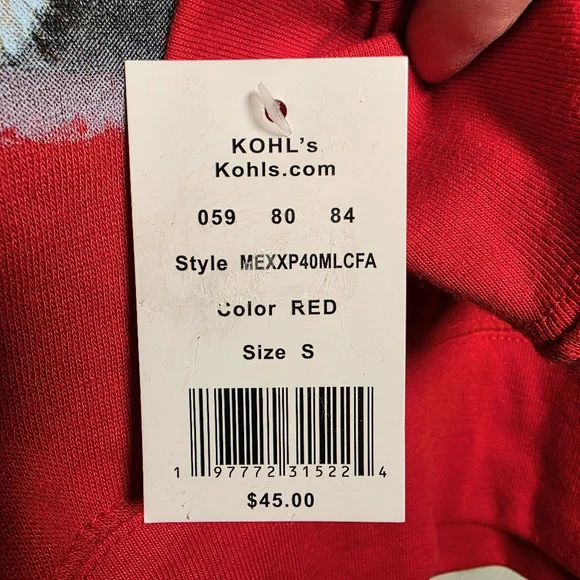 KOHL's
Kohls.com
059 80 84
Style MEXXP40MLCFA
Color RED
Size S
1 97772 31522 4
$45.00